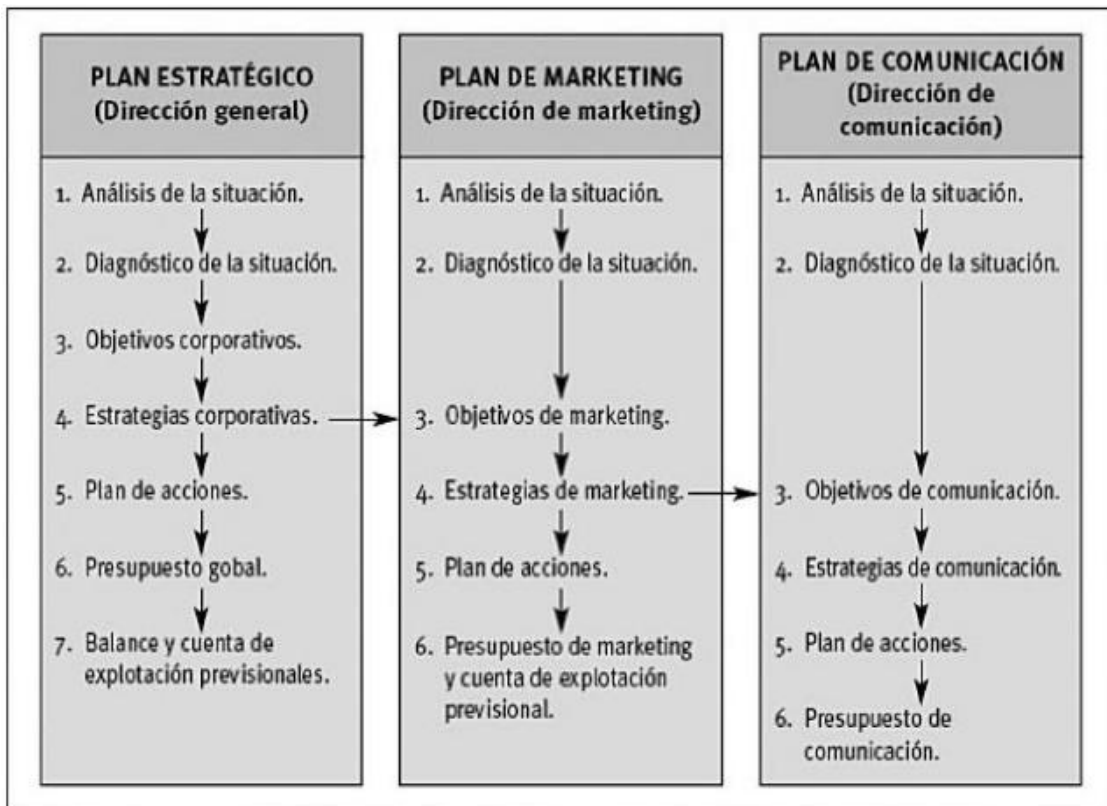 PLAN ESTRATÉGICO
(Dirección general)
1. Análisis de la situación.
2. Diagnóstico de la situación.
3. Objetivos corporativos.
4. Estrategias corporativas.
5. Plan de acciones.
6. Presupuesto gobal.
7. Balance y cuenta de
explotación previsionales.
PLAN DE MARKETING
(Dirección de marketing)
1. Análisis de la situación.
2. Diagnóstico de la situación.
3. Objetivos de marketing.
4. Estrategias de marketing.
5. Plan de acciones.
6. Presupuesto de marketing
y cuenta de explotación
previsional.
PLAN DE COMUNICACIÓN
(Dirección de
comunicación)
1. Análisis de la situación.
2. Diagnóstico de la situación.
3. Objetivos de comunicación.
4. Estrategias de comunicación.
5. Plan de acciones.
6. Presupuesto de
comunicación.